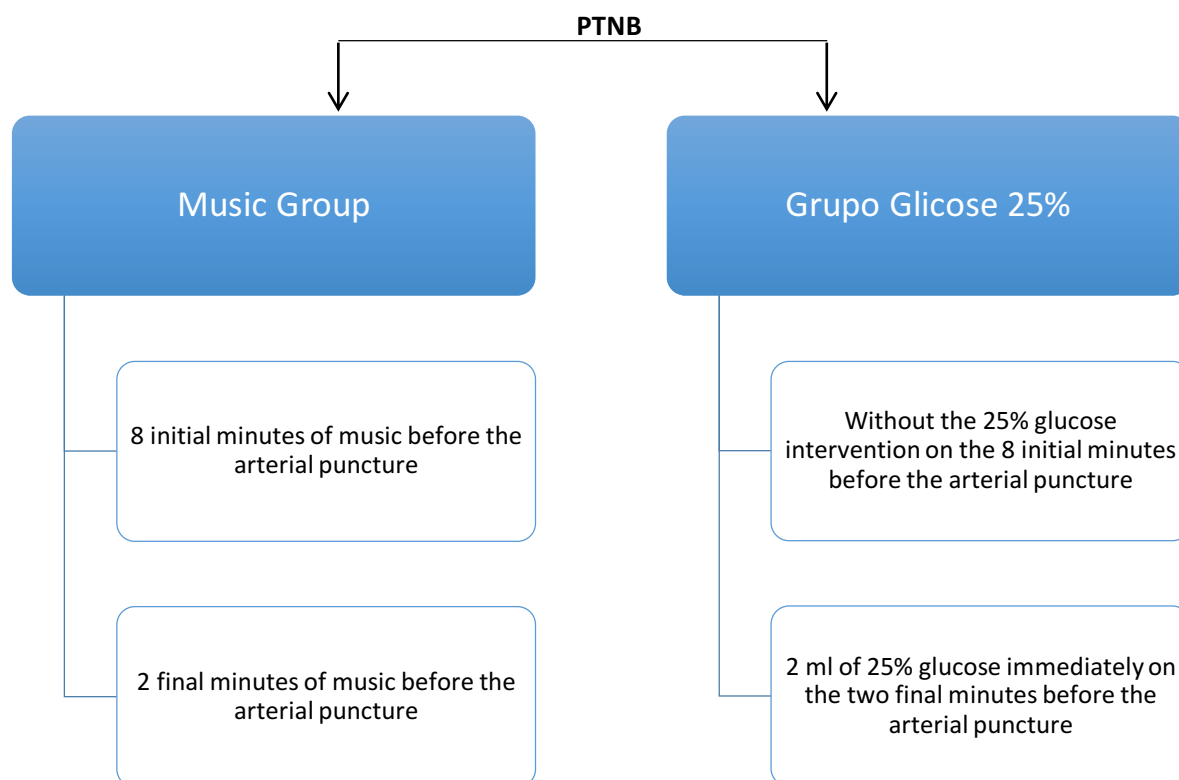 PTNB
Music Group
Grupo Glicose 25%
8 initial minutes of music before the
arterial puncture
Without the 25% glucose
intervention on the 8 initial minutes
before the arterial puncture
2 final minutes of music before the
arterial puncture
2 ml of 25% glucose immediately on
the two final minutes before the
arterial puncture